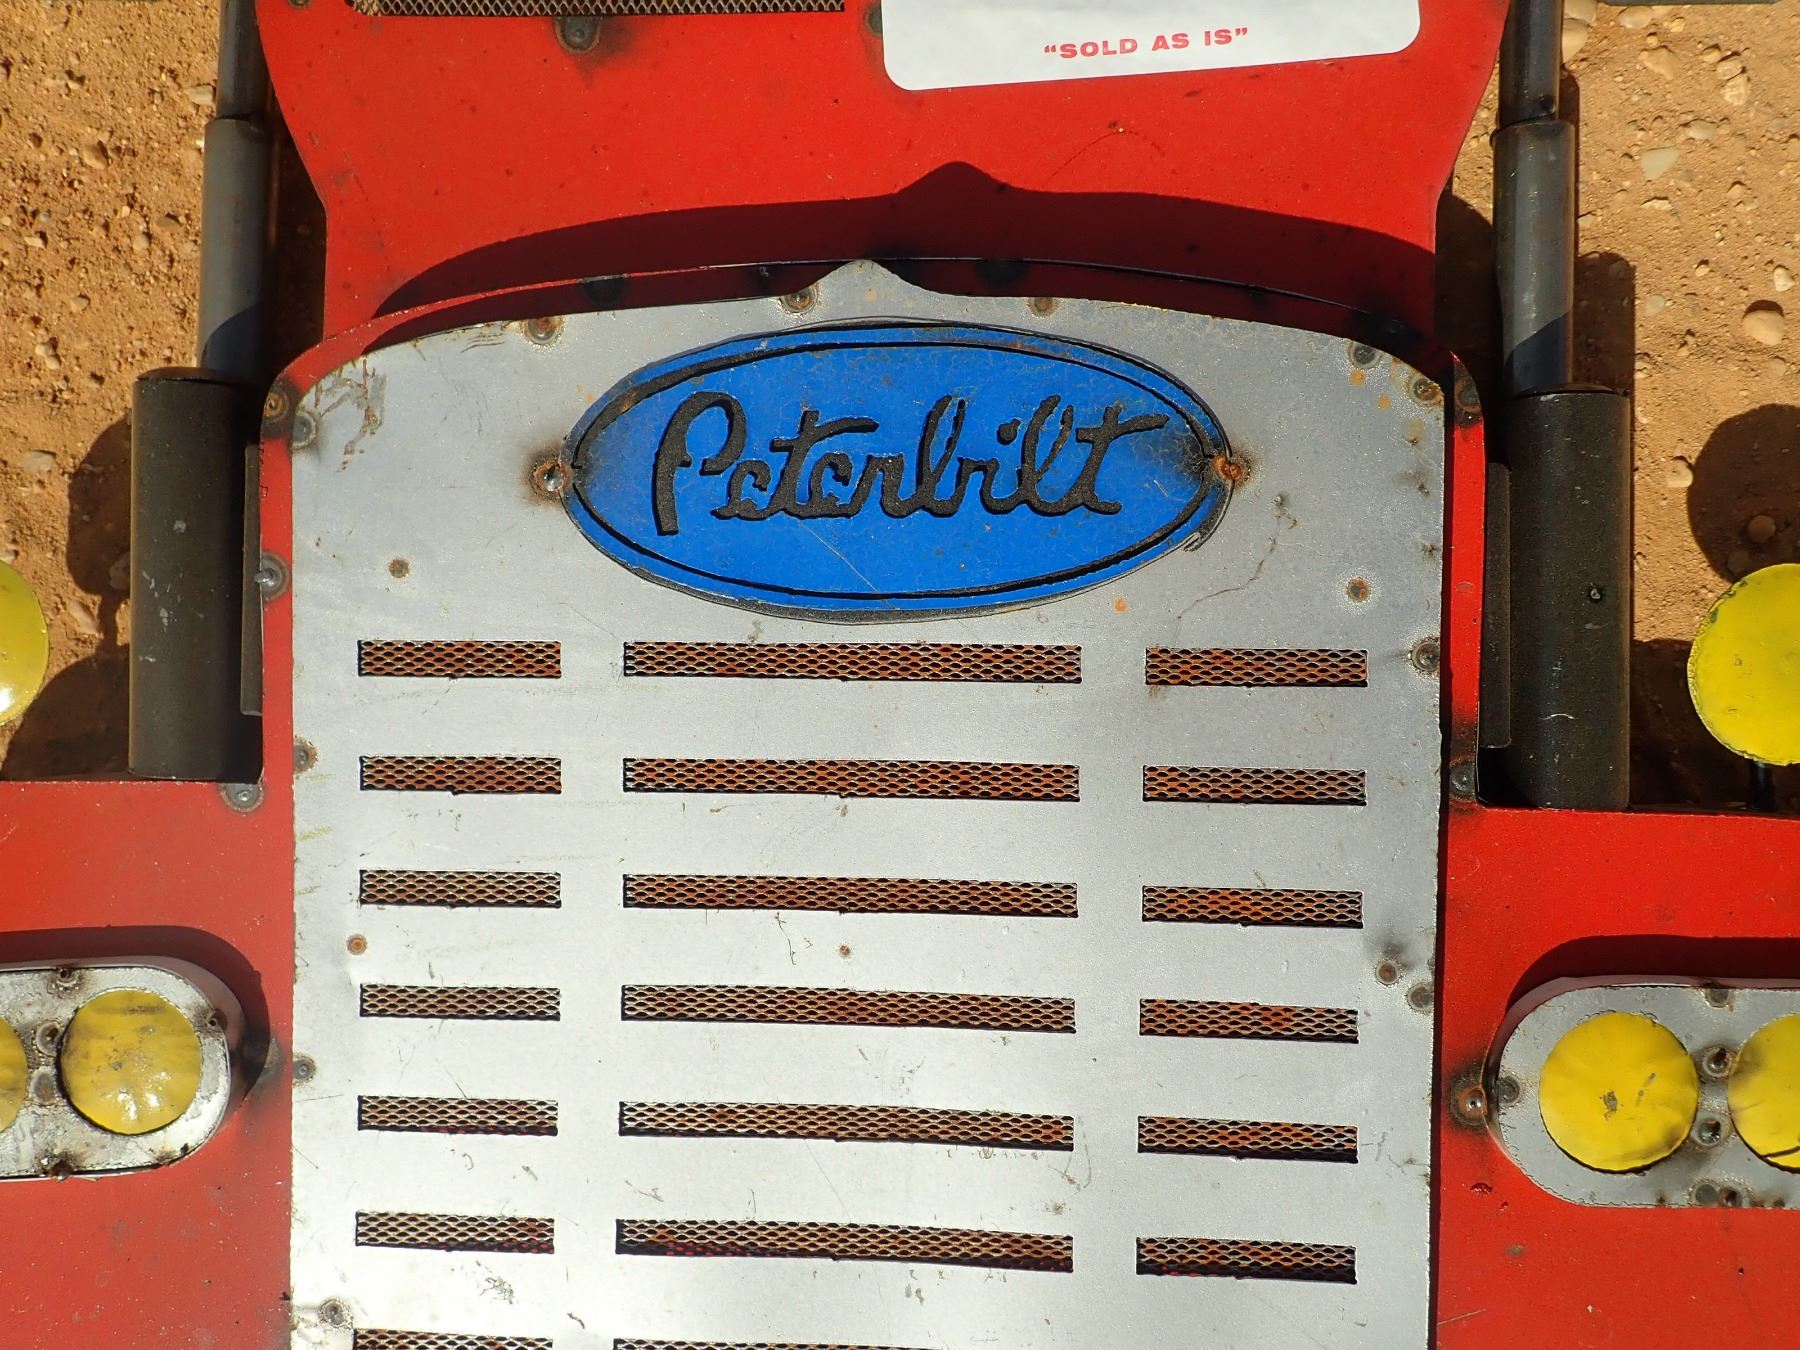 “SOLD AS IS”
Peterbilt